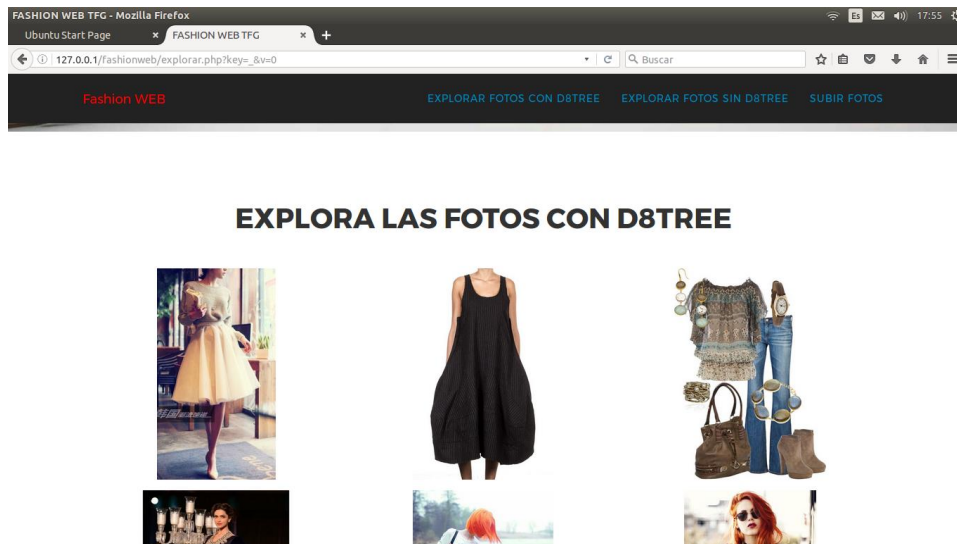 FASHION WEB TFG - Mozilla Firefox
Es
17:55
Ubuntu Start Page
×
FASHION WEB TFG
×
127.0.0.1/fashionweb/explorar.php?key=_&v=0
Buscar
Fashion WEB
EXPLORAR FOTOS CON D8TREE
EXPLORAR FOTOS SIN D8TREE
SUBIR FOTOS
EXPLORA LAS FOTOS CON D8TREE